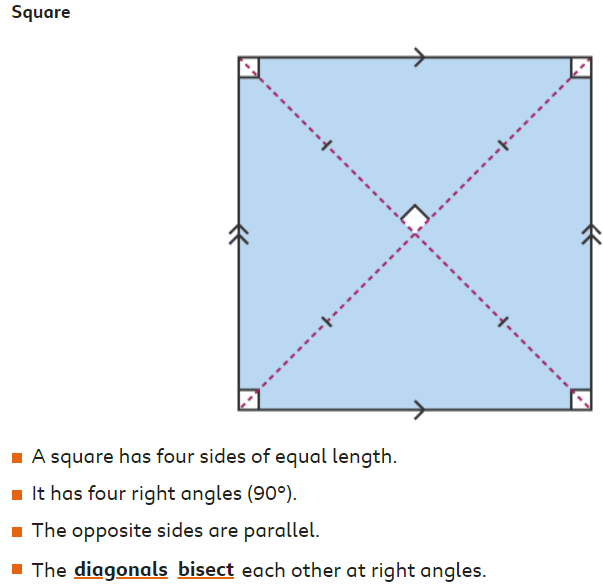 Square
A square has four sides of equal length.
It has four right angles (90°).
The opposite sides are parallel.
The diagonals bisect each other at right angles.